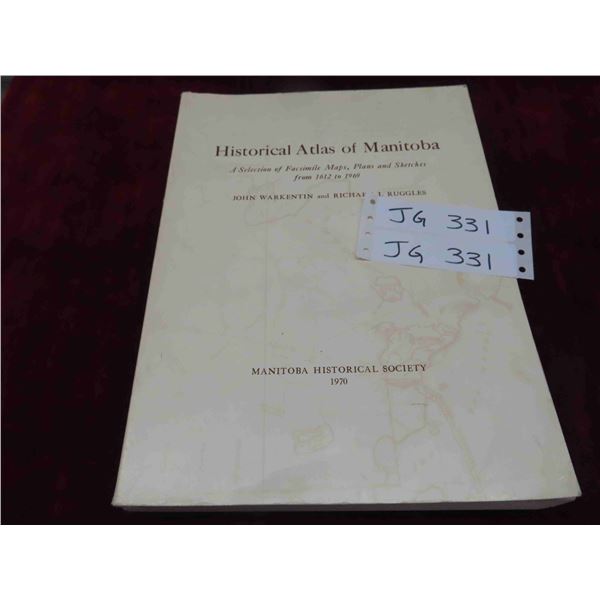 Historical Atlas of Manitoba
A Selection of Facsimile Maps, Plans and Sketches
from 1612 to 1969
JOHN WARKENTIN and RICHARD I. RUGGLES
JG 331
JG 331
MANITOBA HISTORICAL SOCIETY
1970